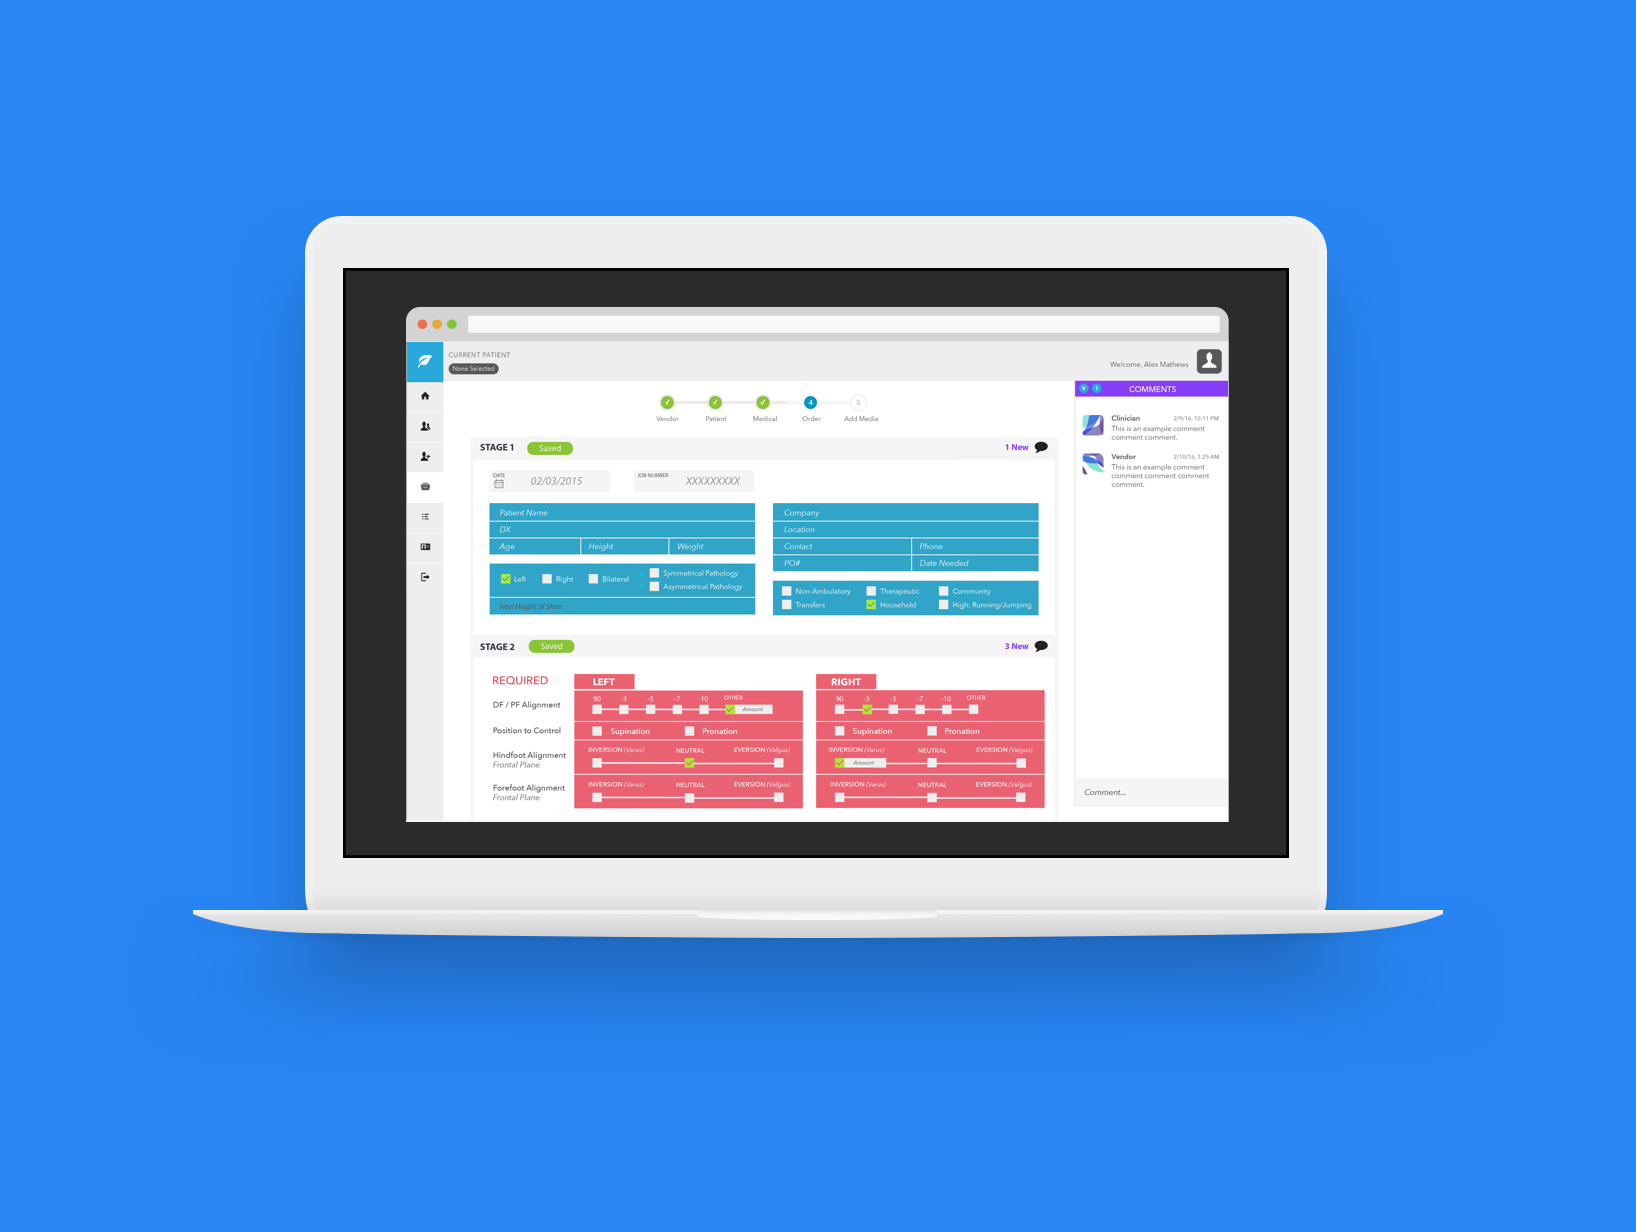 CURRENT PATIENT
None Selected
Welcome, Alex Mathews
4
5
Vendor
Patient
Medical
Order
Add Media
STAGE 1
Saved
1 New
DATE
02/03/2015
JOB NUMBER
XXXXXXXXX
Patient Name
DX
Age
Height
Weight
Left
Right
Bilateral
Symmetrical Pathology
Asymmetrical Pathology
Heel Height of Shoe
Company
Location
Contact
Phone
PO#
Date Needed
Non-Ambulatory
Therapeutic
Community
Transfers
Household
High: Running/Jumping
STAGE 2
Saved
3 New
REQUIRED
LEFT
RIGHT
DF / PF Alignment
90 -3 -5 -7 -10 OTHER
Amount
90 -3 -5 -7 -10 OTHER
Position to Control
Supination
Pronation
Supination
Pronation
Hindfoot Alignment
Frontal Plane
INVERSION (Varus)
NEUTRAL
EVERSION (Valgus)
INVERSION (Varus)
NEUTRAL
EVERSION (Valgus)
Amount
Forefoot Alignment
Frontal Plane
INVERSION (Varus)
NEUTRAL
EVERSION (Valgus)
INVERSION (Varus)
NEUTRAL
EVERSION (Valgus)
V
COMMENTS
Clinician
2/9/16, 10:11 PM
This is an example comment
comment comment.
Vendor
2/10/16, 1:25 AM
This is an example comment
comment comment comment
comment.
Comment...